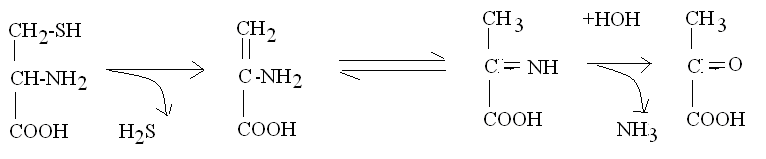 CH2-SH
CH-NH2
COOH
H2S
CH2
C-NH2
COOH
CH3
C=NH
COOH
+HOH
NH3
CH3
C=O
COOH